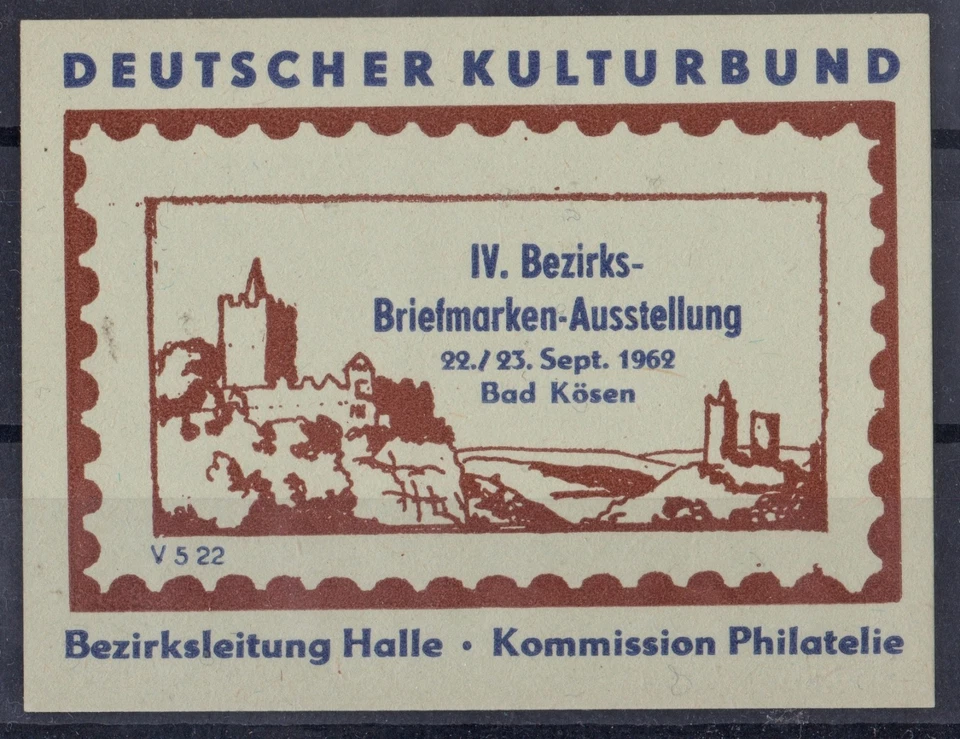 DEUTSCHER KULTURBUND
IV. Bezirks-
Briefmarken-Ausstellung
22./23. Sept. 1962
Bad Kösen
V 5 22
Bezirksleitung Halle • Kommission Philatelie